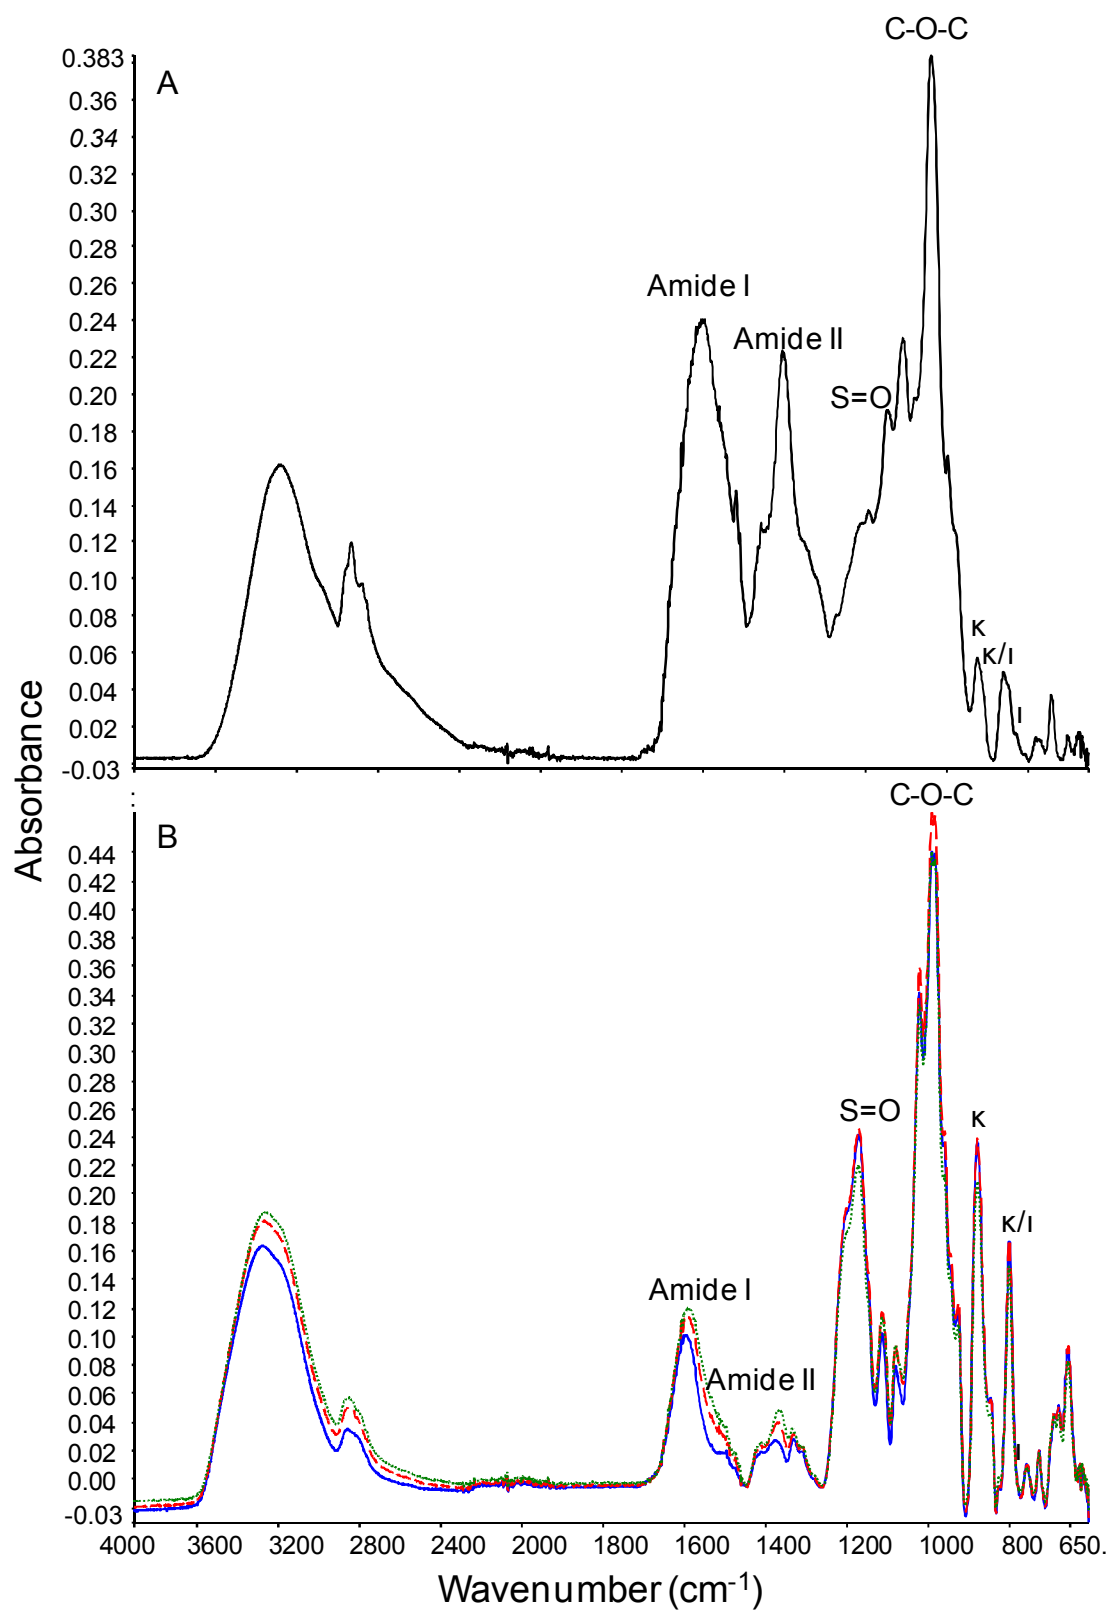 C-O-C
A
0.383
0.36
0.34
0.32
0.30
0.28
0.26
0.24
0.22
0.20
0.18
0.16
0.14
0.12
0.10
0.08
0.06
0.04
0.02
-0.03
Amide I
Amide II
S=O
κ
κ/ι
ι
Absorbance
C-O-C
B
0.44
0.42
0.40
0.38
0.36
0.34
0.32
0.30
0.28
0.26
0.24
0.22
0.20
0.18
0.16
0.14
0.12
0.10
0.08
0.06
0.04
0.02
0.00
-0.03
S=O
κ
κ/ι
Amide I
Amide II
ι
4000 3600 3200 2800 2400 2000 1800 1600 1400 1200 1000 800 650.
Wavenumber (cm-1)